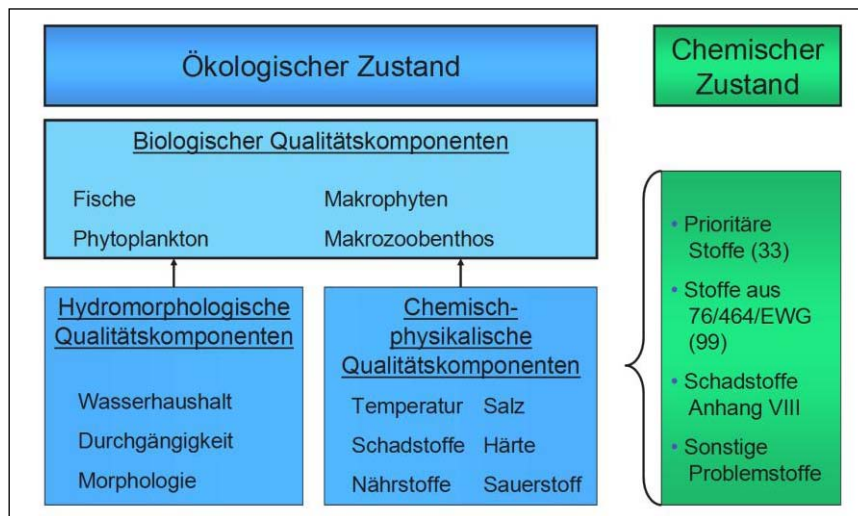 Ökologischer Zustand
Chemischer
Zustand
Biologischer Qualitätskomponenten
Fische Makrophyten
Phytoplankton Makrozoobenthos
Hydromorphologische
Qualitätskomponenten
Wasserhaushalt
Durchgängigkeit
Morphologie
Chemisch-
physikalische
Qualitätskomponenten
Temperatur Salz
Schadstoffe Härte
Nährstoffe Sauerstoff
• Prioritäre
Stoffe (33)
• Stoffe aus
76/464/EWG
(99)
• Schadstoffe
Anhang VIII
• Sonstige
Problemstoffe